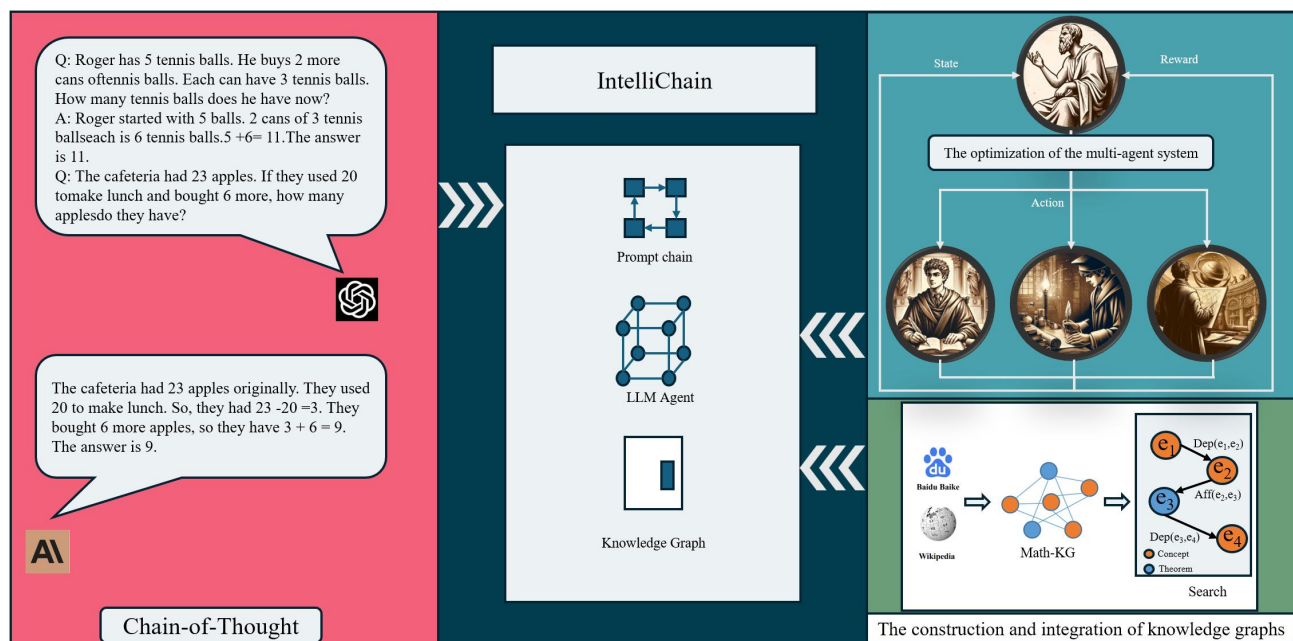 Q: Roger has 5 tennis balls. He buys 2 more
cans oftennis balls. Each can have 3 tennis balls.
How many tennis balls does he have now?
A: Roger started with 5 balls. 2 cans of 3 tennis
ballseach is 6 tennis balls.5 +6= 11.The answer
is 11.
Q: The cafeteria had 23 apples. If they used 20
tomake lunch and bought 6 more, how many
applesdo they have?
The cafeteria had 23 apples originally. They used
20 to make lunch. So, they had 23 -20 =3. They
bought 6 more apples, so they have 3 + 6 = 9.
The answer is 9.
AI
Chain-of-Thought
IntelliChain
Prompt chain
LLM Agent
Knowledge Graph
State
Reward
The optimization of the multi-agent system
Action
du
Baidu Baike
Wikipedia
Math-KG
e1
Dep(e1,e2)
e2
Aff(e2,e3)
e3
Dep(e3,e4)
e4
Concept
Theorem
Search
The construction and integration of knowledge graphs